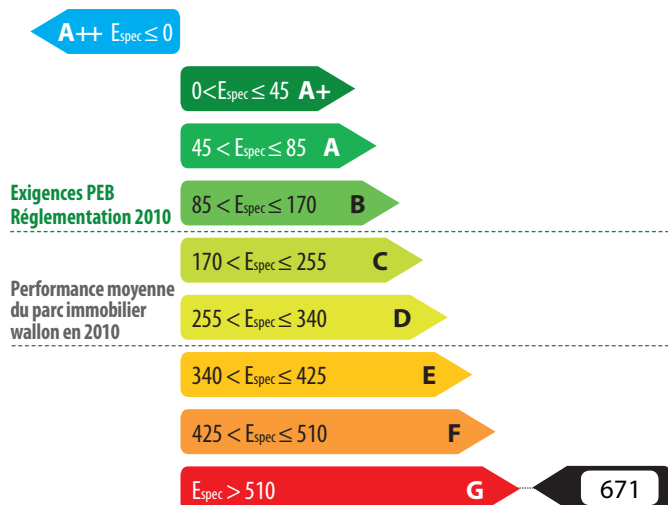 A++ Espec ≤ 0
0<Espec ≤ 45 A+
45 < Espec ≤ 85 A
Exigences PEB
Réglementation 2010
85 < Espec ≤ 170 B
170 < Espec ≤ 255 C
Performance moyenne
du parc immobilier
wallon en 2010
255 < Espec ≤ 340 D
340 < Espec ≤ 425 E
425 < Espec ≤ 510 F
Espec > 510 G 671